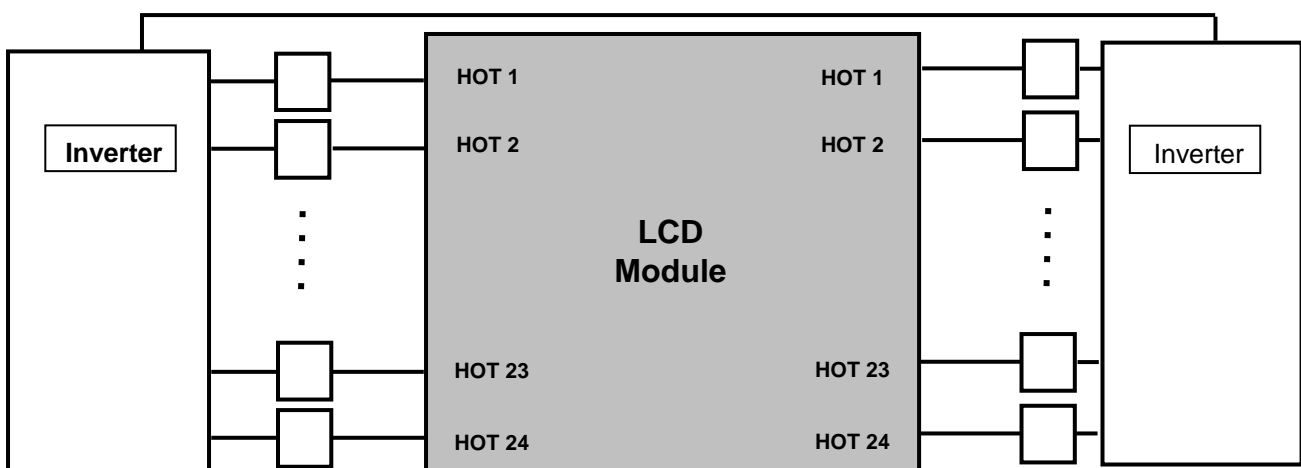 HOT 1
HOT 1
Inverter
HOT 2
HOT 2
Inverter
LCD
Module
HOT 23
HOT 23
HOT 24
HOT 24